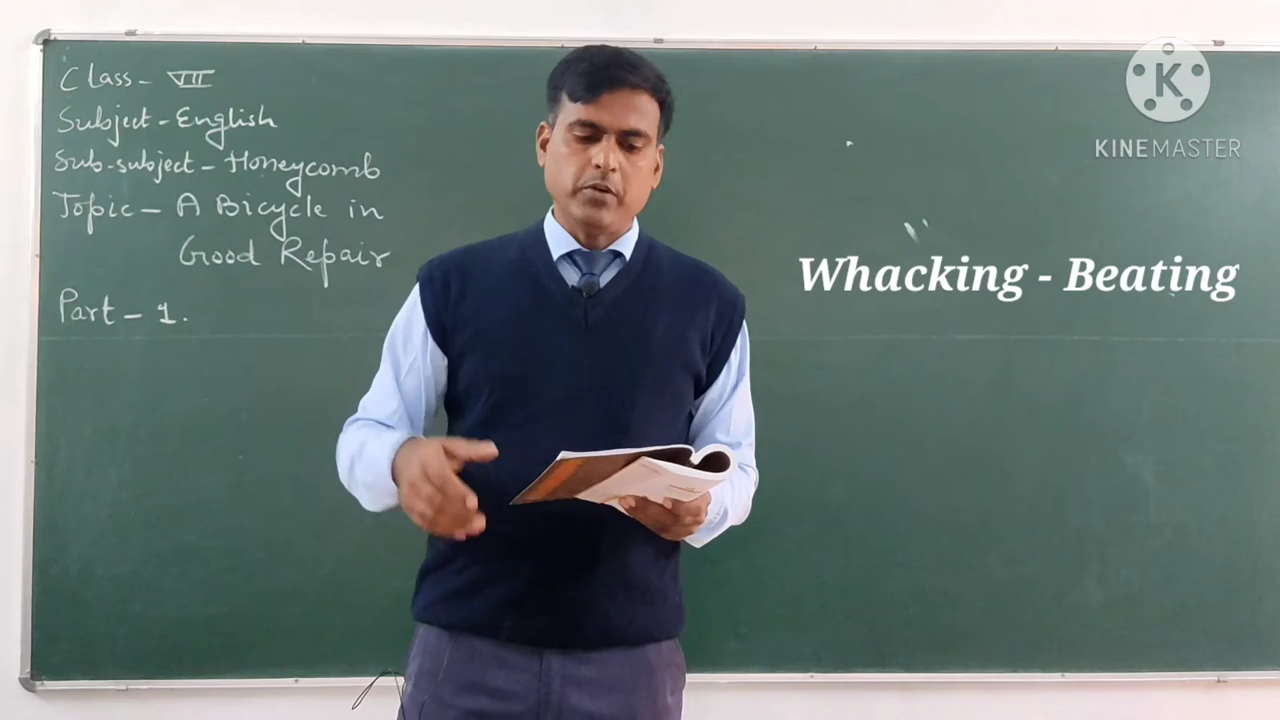 Class - VII
Subject - English
Sub-subject - Honeycomb
Topic - A Bicycle in
Good Repair
Part - 1.
K
KINEMASTER
Whacking - Beating